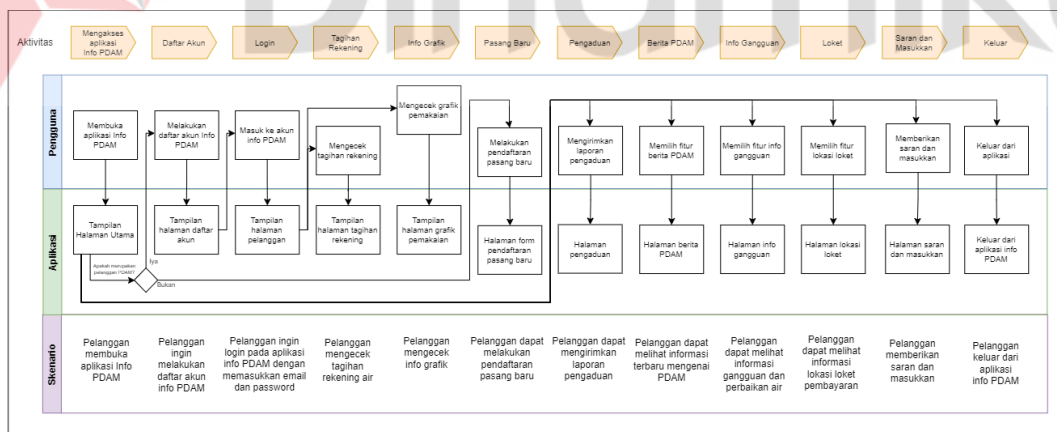 Dinamik
Aktivitas
Mengakses
aplikasi
Info PDAM
Daftar Akun
Login
Tagihan
Rekening
Info Grafik
Pasang Baru
Pengaduan
Berita PDAM
Info Gangguan
Loket
Saran dan
Masukkan
Keluar
Pengguna
Membuka
aplikasi Info
PDAM
Melakukan
daftar akun Info
PDAM
Masuk ke akun
info PDAM
Mengecek
tagihan rekening
Mengecek grafik
pemakaian
Melakukan
pendaftaran
pasang baru
Mengirimkan
laporan
pengaduan
Memilih fitur
berita PDAM
Memilih fitur info
gangguan
Memilih fitur
lokasi loket
Memberikan
saran dan
masukkan
Keluar dari
aplikasi
Aplikasi
Tampilan
Halaman Utama
Tampilan
halaman daftar
akun
Tampilan
halaman
pelanggan
Tampilan
halaman tagihan
rekening
Tampilan
halaman grafik
pemakaian
Halaman form
pendaftaran
pasang baru
Halaman
pengaduan
Halaman berita
PDAM
Halaman info
gangguan
Halaman lokasi
loket
Halaman saran
dan masukkan
Keluar dari
aplikasi info
PDAM
Apakah merupakan
pelanggan PDAM?
Iya
Bukan
Skenario
Pelanggan
membuka
aplikasi Info
PDAM
Pelanggan
ingin
melakukan
daftar akun
info PDAM
Pelanggan ingin
login pada aplikasi
info PDAM dengan
memasukkan email
dan password
Pelanggan
mengecek
tagihan
rekening air
Pelanggan
mengecek
info grafik
Pelanggan dapat
melakukan
pendaftaran
pasang baru
Pelanggan dapat
mengirimkan
laporan
pengaduan
Pelanggan dapat
melihat informasi
terbaru mengenai
PDAM
Pelanggan
dapat melihat
informasi
gangguan dan
perbaikan air
Pelanggan
dapat melihat
informasi
lokasi loket
pembayaran
Pelanggan
memberikan
saran dan
masukkan
Pelanggan
keluar dari
aplikasi
info PDAM